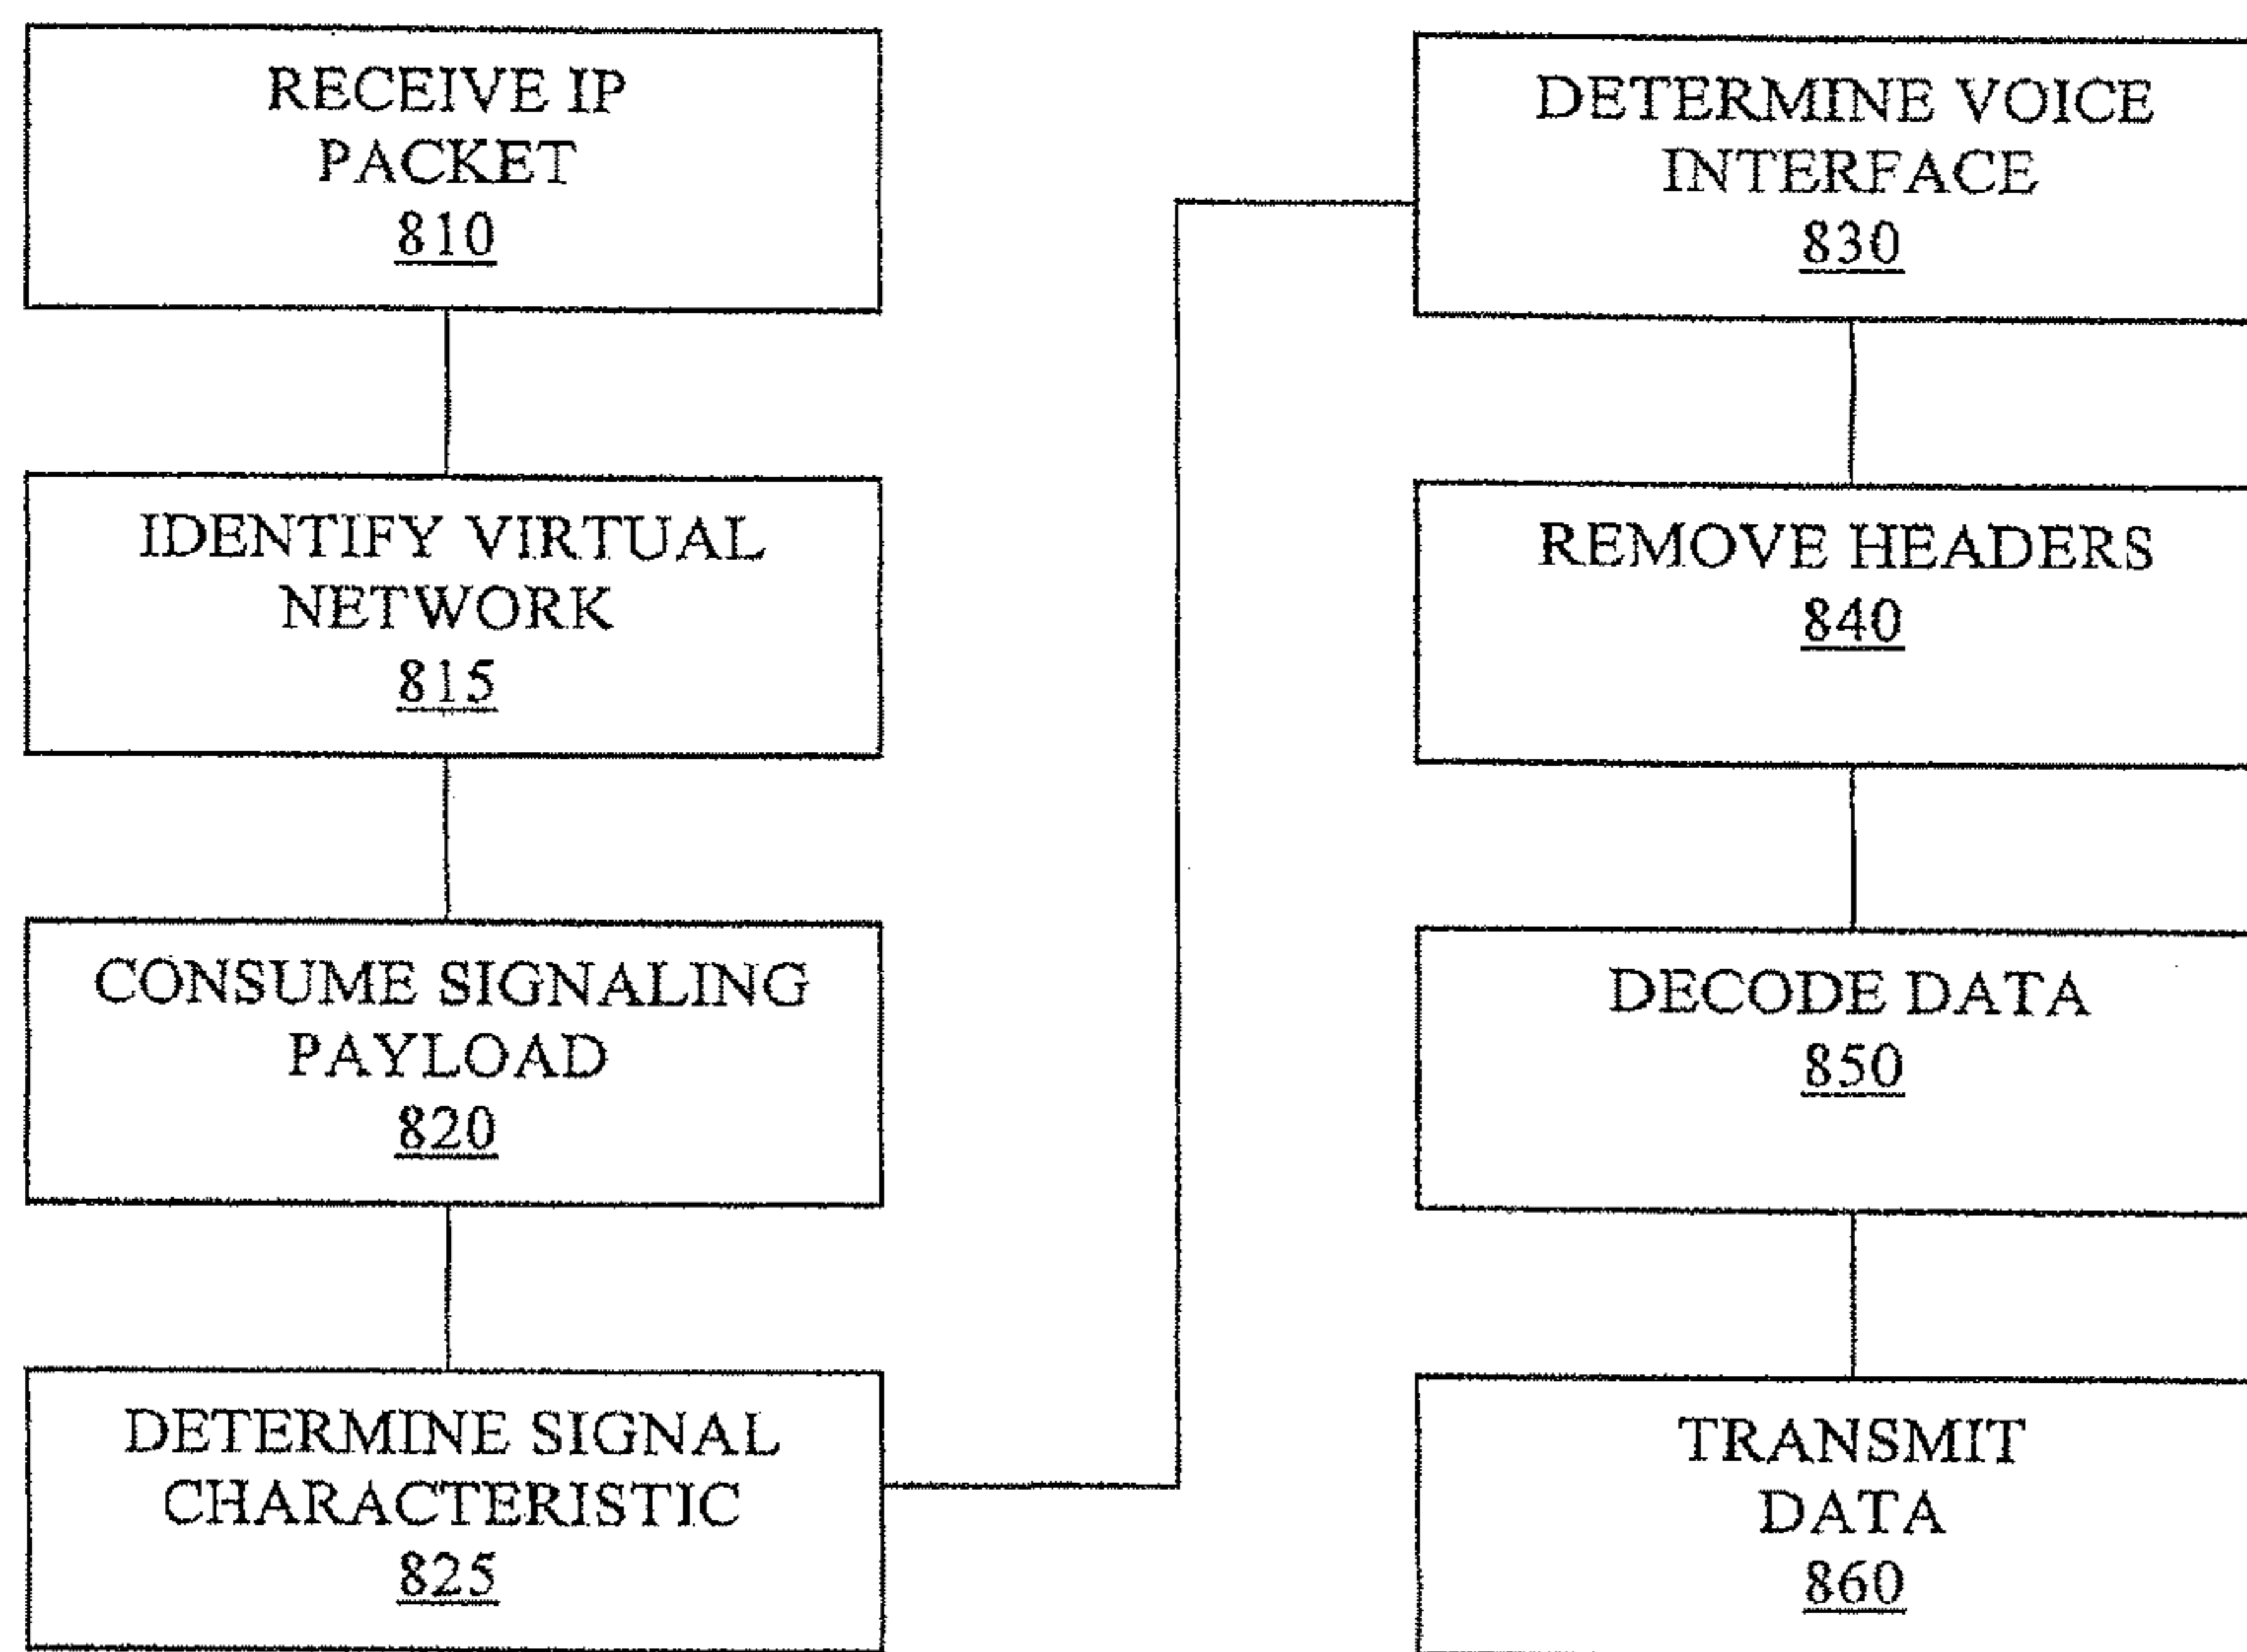 RECEIVE IP
PACKET
810
IDENTIFY VIRTUAL
NETWORK
815
CONSUME SIGNALING
PAYLOAD
820
DETERMINE SIGNAL
CHARACTERISTIC
825
DETERMINE VOICE
INTERFACE
830
REMOVE HEADERS
840
DECODE DATA
850
TRANSMIT
DATA
860